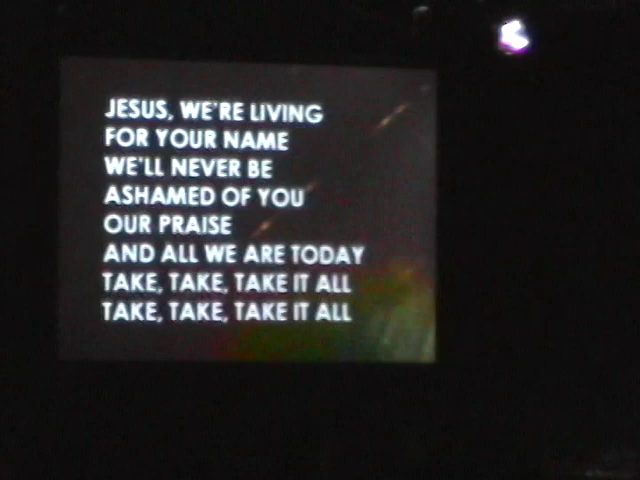 JESUS, WE'RE LIVING
FOR YOUR NAME
WE'LL NEVER BE
ASHAMED OF YOU
OUR PRAISE
AND ALL WE ARE TODAY
TAKE, TAKE, TAKE IT ALL
TAKE, TAKE, TAKE IT ALL